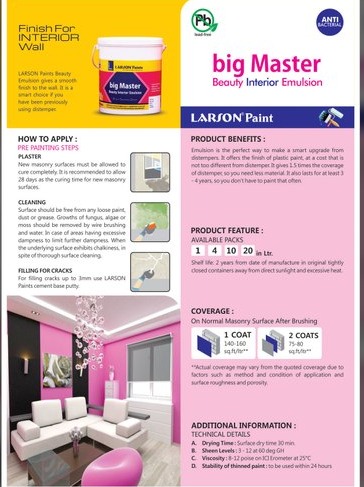 Finish For
INTERIOR
Wall
LARSON Paints Beauty
Emulsion gives a smooth
finish to the wall. It is a
smart choice if you
have been previously
using distemper.
LARSON Paint
big Master
Beauty Interior Emulsion
Pb
lead-free
ANTI
BACTERIAL
big Master
Beauty Interior Emulsion
LARSON Paint
HOW TO APPLY :
PRE PAINTING STEPS
PLASTER
New masonry surfaces must be allowed to
cure completely. It is recommended to allow
28 days as the curing time for new masonry
surfaces.
CLEANING
Surface should be free from any loose paint,
dust or grease. Growths of fungus, algae or
moss should be removed by wire brushing
and water. In case of areas having excessive
dampness to limit further dampness. When
the underlying surface exhibits chalkiness, in
spite of thorough surface cleaning.
FILLING FOR CRACKS
For filling cracks up to 3mm use LARSON
Paints cement base putty.
PRODUCT BENEFITS :
Emulsion is the perfect way to make a smart upgrade from
distempers. It offers the finish of plastic paint, at a cost that is
not too different from distemper. It gives 1.5 times the coverage
of distemper, so you need less material. It also lasts for at least 3
- 4 years, so you don't have to paint that often.
PRODUCT FEATURE :
AVAILABLE PACKS
1 4 10 20 in Ltr.
Shelf life: 2 years from date of manufacture in original tightly
closed containers away from direct sunlight and excessive heat.
COVERAGE :
On Normal Masonry Surface After Brushing
1 COAT
140-160
sq.ft/ltr**
2 COATS
75-80
sq.ft/ltr**
**Actual coverage may vary from the quoted coverage due to
factors such as method and condition of application and
surface roughness and porosity.
ADDITIONAL INFORMATION :
TECHNICAL DETAILS
A. Drying Time : Surface dry time 30 min.
B. Sheen Levels : 3 - 12 at 60 deg GH
C. Viscosity : 8-12 poise on ICI Erometer at 25°C
D. Stability of thinned paint : to be used within 24 hours